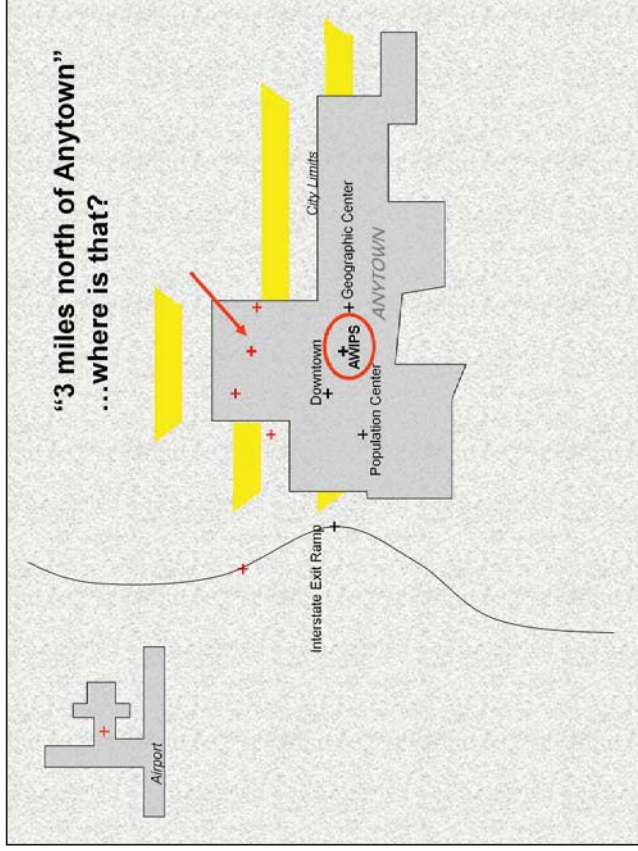 "3 miles north of Anytown"
...where is that?
City Limits
Downtown
Geographic Center
AWIPS
ANYTOWN
Population Center
Interstate Exit Ramp
Airport